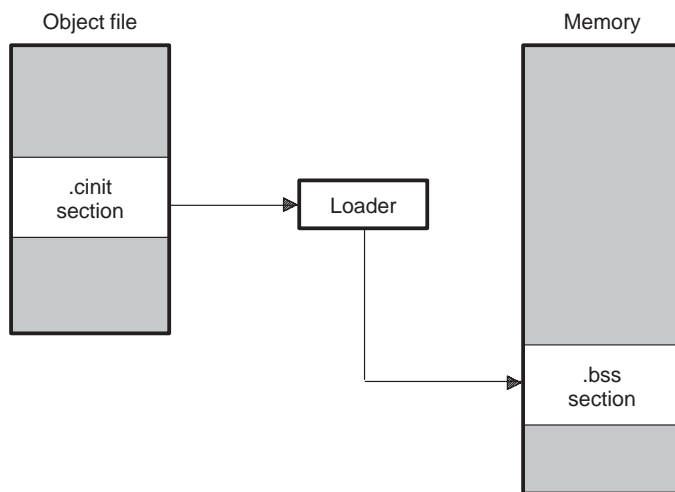 Object file
Memory
.cinit
section
Loader
.bss
section